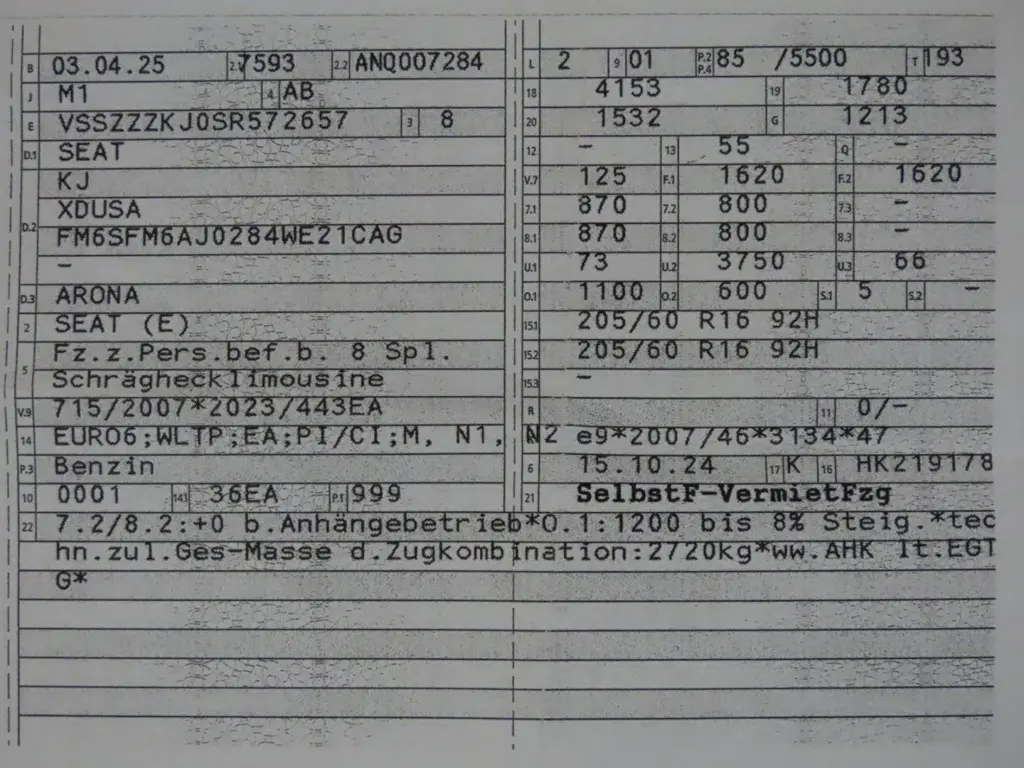 B 03.04.25 2.1 7593 2.2 ANQ007284 L 2 9 01 P.2 P.4 85 /5500 T 193
J M1 4 AB 18 4153 19 1780
E VSSZZZKJ0SR572657 3 8 20 1532 G 1213
D.1 SEAT 12 – 13 55 Q –
KJ V.7 125 F.1 1620 F.2 1620
D.2 XDUSA 7.1 870 7.2 800 7.3 –
FM6SFM6AJ0284WE21CAG 8.1 870 8.2 800 8.3 –
– U.1 73 U.2 3750 U.3 66
D.3 ARONA O.1 1100 O.2 600 S.1 5 S.2 –
2 SEAT (E) 15.1 205/60 R16 92H
5 Fz.z.Pers.bef.b. 8 Spl. 15.2 205/60 R16 92H
Schräghecklimousine 15.3 –
V.9 715/2007*2023/443EA R 11 0/–
14 EURO6;WLTP;EA;PI/CI;M, N1, N2 K e9*2007/46*3134*47
P.3 Benzin 6 15.10.24 17 K 16 HK219178
10 0001 14.1 36EA P.1 999 21 SelbstF-VermietFzg
22 7.2/8.2:+0 b.Anhängebetrieb*O.1:1200 bis 8% Steig.*tec
hn.zul.Ges-Masse d.Zugkombination:2720kg*ww.AHK lt.EGT
G*